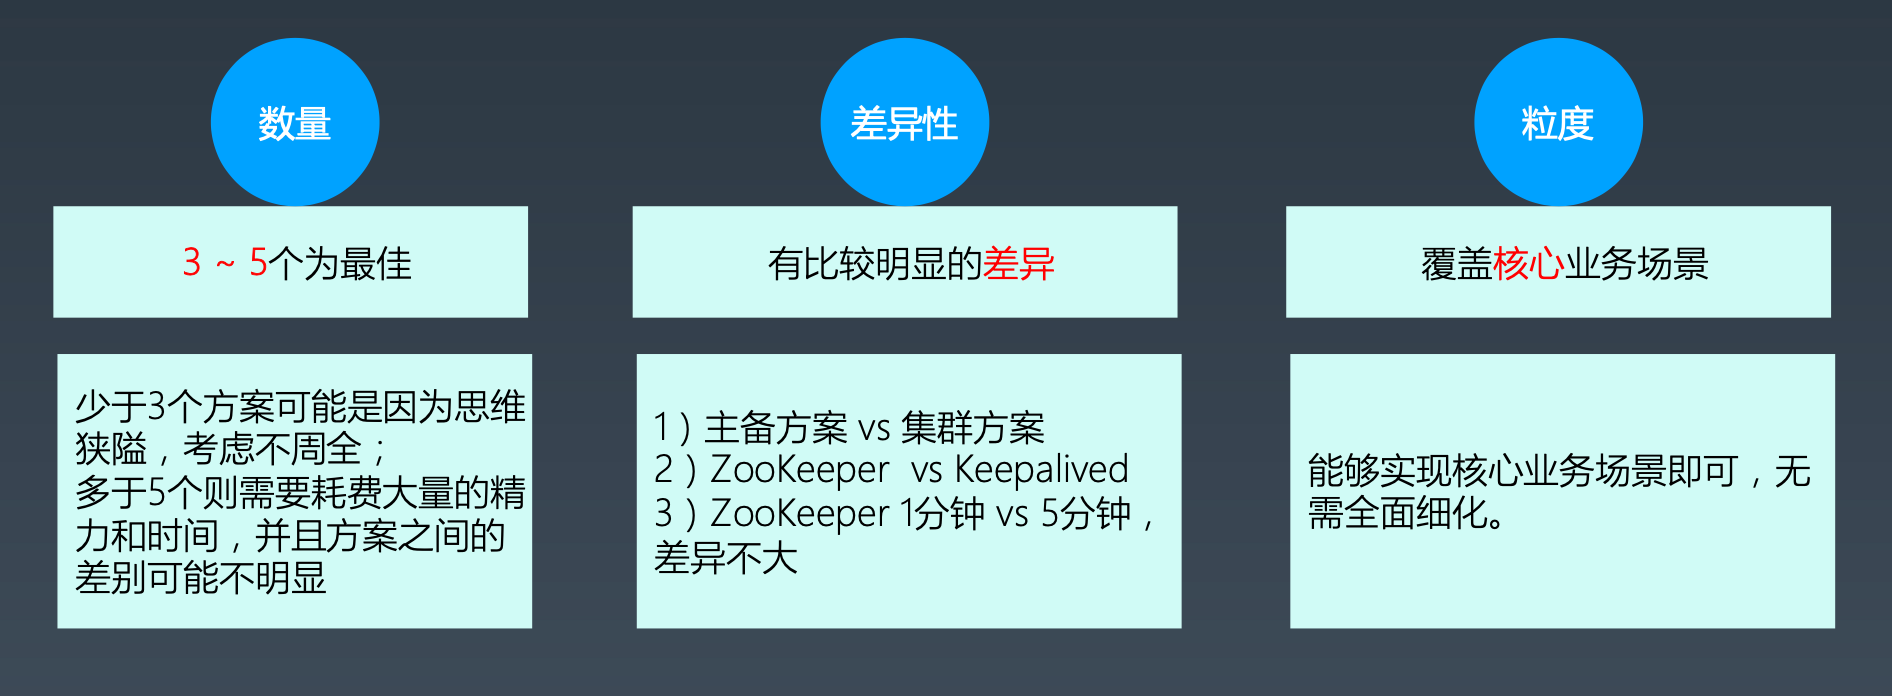 数量
3 ~ 5个为最佳
少于3个方案可能是因为思维
狭隘，考虑不周全；
多于5个则需要耗费大量的精
力和时间，并且方案之间的
差别可能不明显
差异性
有比较明显的差异
1）主备方案 vs 集群方案
2）ZooKeeper  vs Keepalived
3）ZooKeeper 1分钟 vs 5分钟，
差异不大
粒度
覆盖核心业务场景
能够实现核心业务场景即可，无
需全面细化。